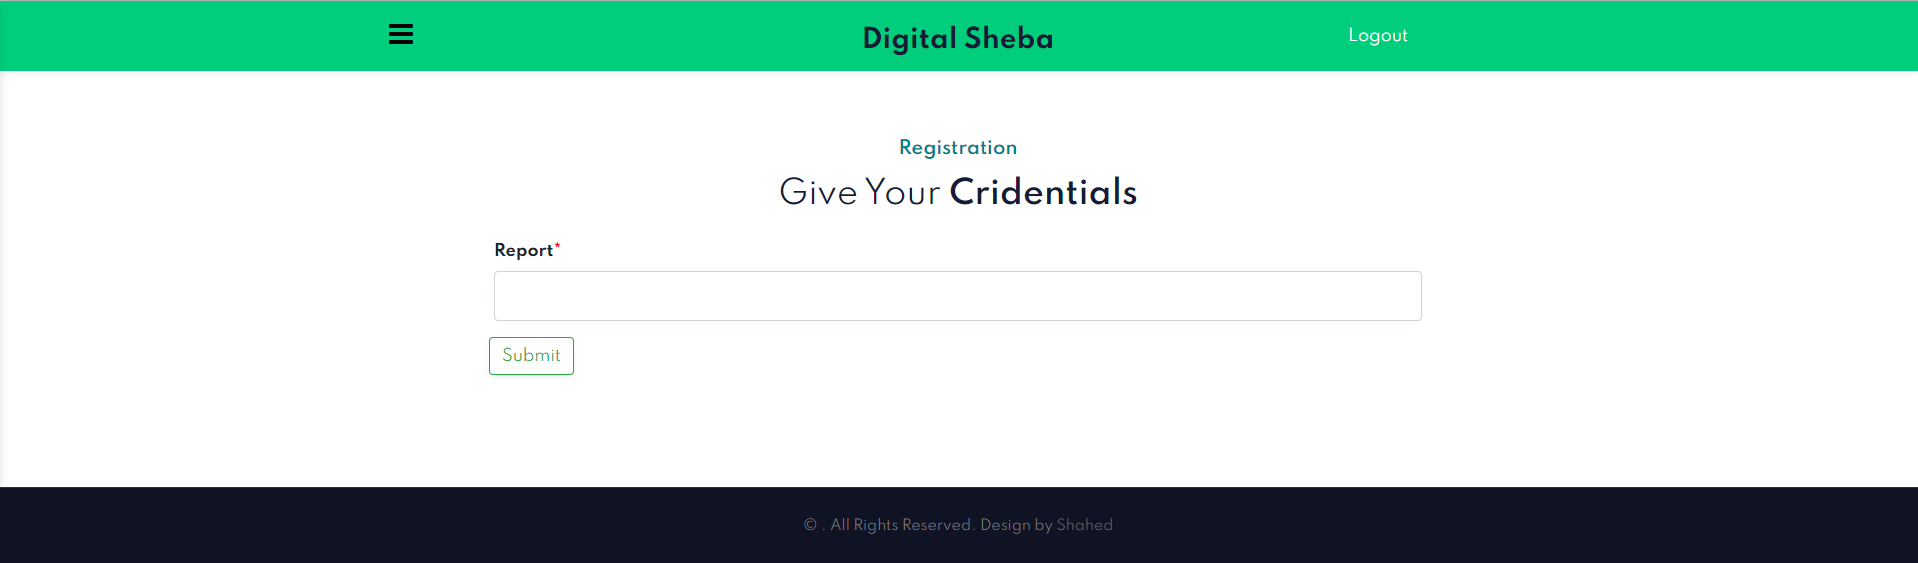 Digital Sheba
Logout
Registration
Give Your Cridentials
Report*
Submit
© . All Rights Reserved. Design by Shahed